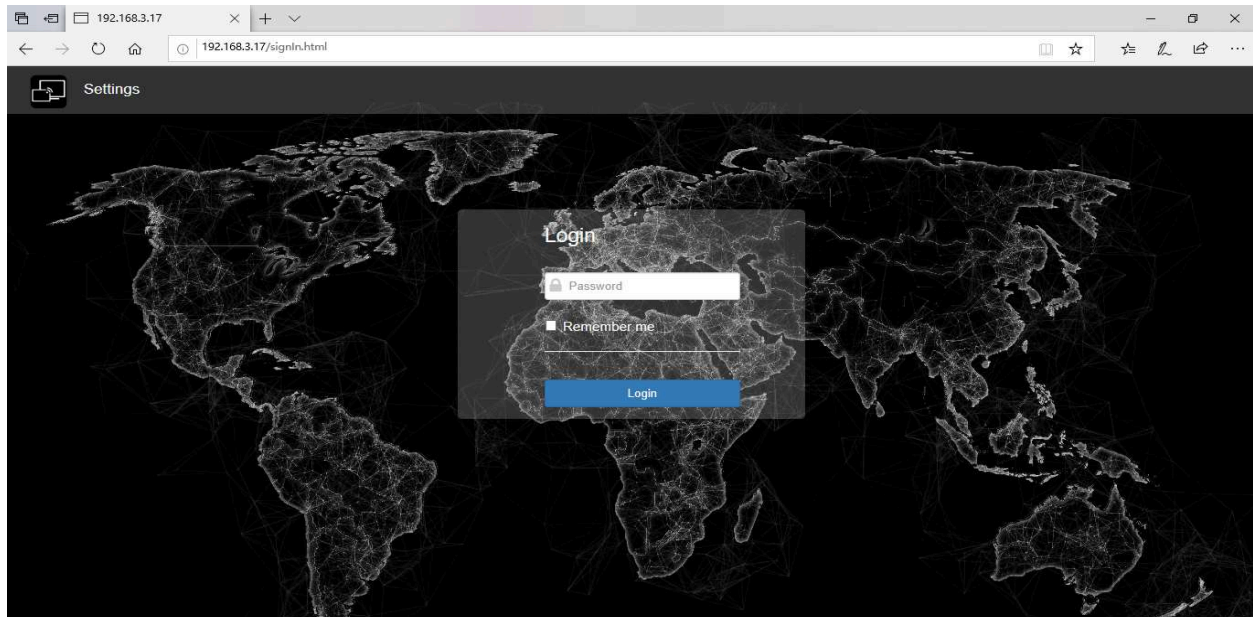 192.168.3.17
192.168.3.17/signIn.html
Settings
Login
Password
Remember me
Login